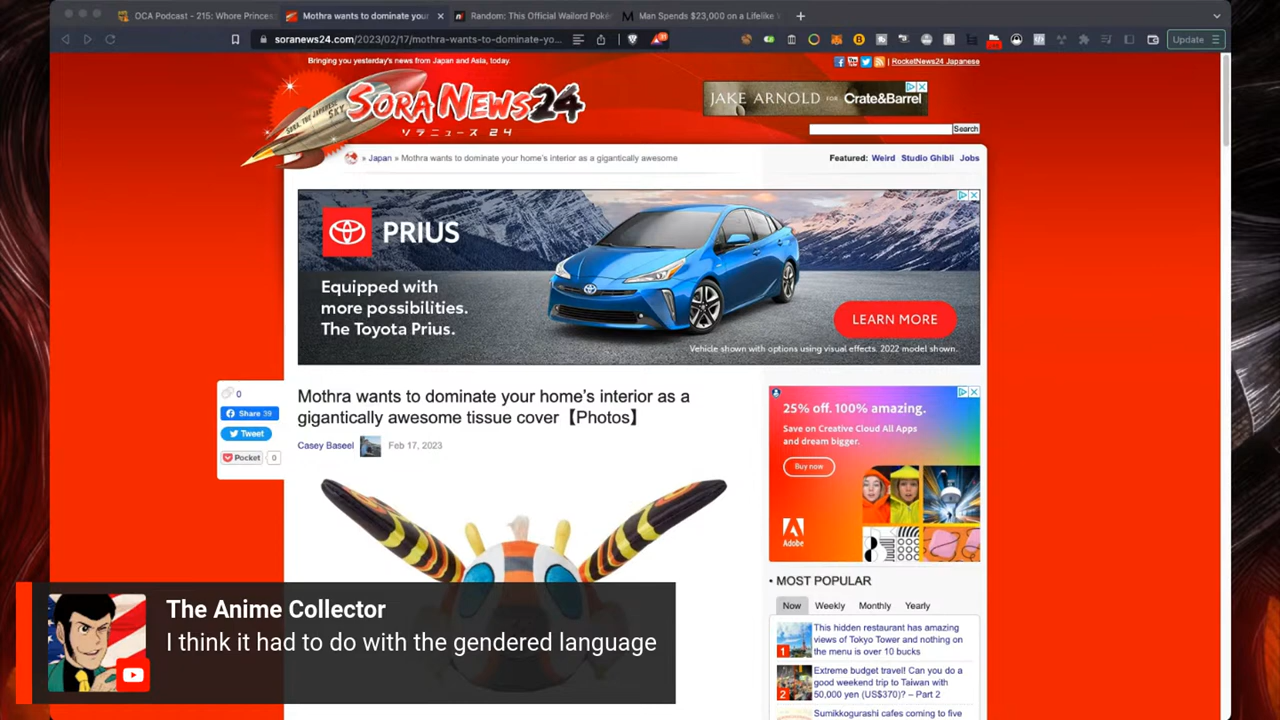 OCA Podcast - 215: Whore Princes
Mothra wants to dominate your
Random: This Official Wailord Poké
Man Spends $23,000 on a Lifelike
soranews24.com/2023/02/17/mothra-wants-to-dominate-yo...
Update
Bringing you yesterday's news from Japan and Asia, today.
RocketNews24 Japanese
SORA, THE JAPANESE SKY
SORA NEWS24
ソラニュース 24
JAKE ARNOLD FOR Crate&Barrel
Search
» Japan » Mothra wants to dominate your home's interior as a gigantically awesome
Featured: Weird Studio Ghibli Jobs
PRIUS
Equipped with
more possibilities.
The Toyota Prius.
LEARN MORE
Vehicle shown with options using visual effects. 2022 model shown.
0
Share 39
Tweet
Pocket 0
Mothra wants to dominate your home's interior as a
gigantically awesome tissue cover【Photos】
Casey Baseel Feb 17, 2023
25% off. 100% amazing.
Save on Creative Cloud All Apps
and dream bigger.
Buy now
Adobe
• MOST POPULAR
Now Weekly Monthly Yearly
1
This hidden restaurant has amazing
views of Tokyo Tower and nothing on
the menu is over 10 bucks
2
Extreme budget travel! Can you do a
good weekend trip to Taiwan with
50,000 yen (US$370)? – Part 2
Sumikkogurashi cafes coming to five
The Anime Collector
I think it had to do with the gendered language